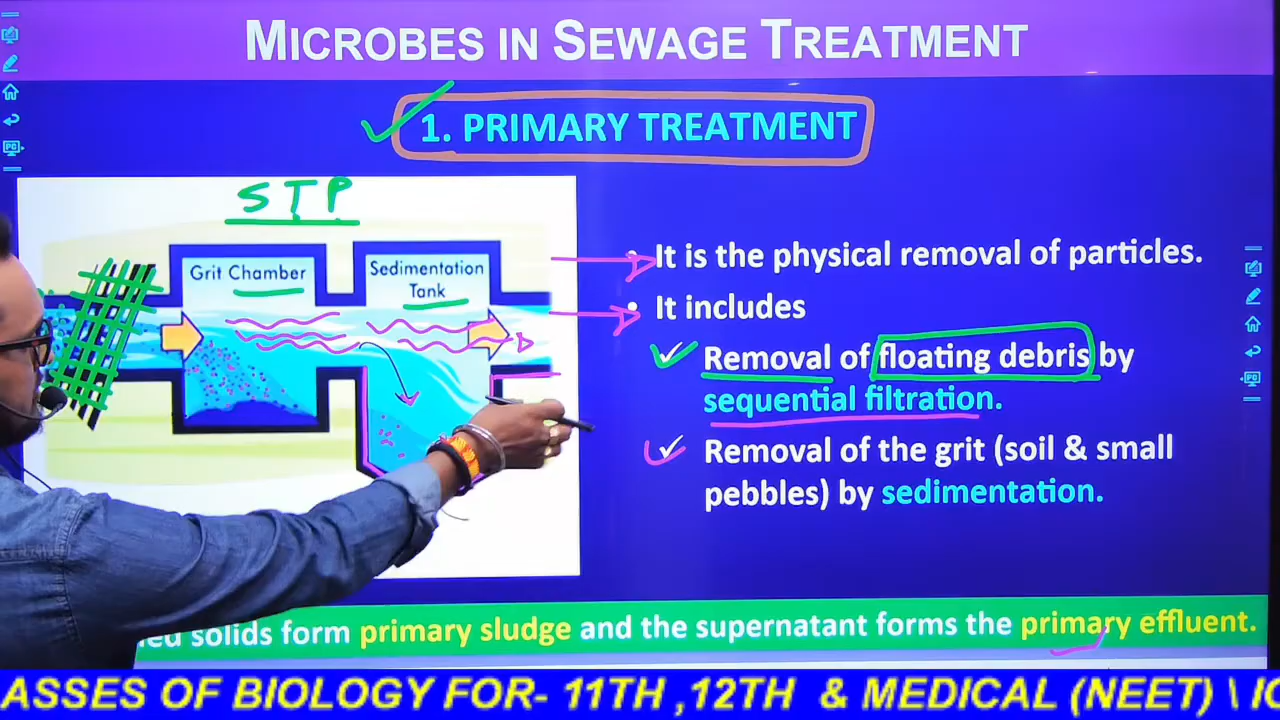 MICROBES IN SEWAGE TREATMENT
1. PRIMARY TREATMENT
STP
Grit Chamber
Sedimentation
Tank
• It is the physical removal of particles.
• It includes
✓ Removal of floating debris by
sequential filtration.
✓ Removal of the grit (soil & small
pebbles) by sedimentation.
solids form primary sludge and the supernatant forms the primary effluent.
ASSES OF BIOLOGY FOR- 11TH ,12TH & MEDICAL (NEET) \
PC
PC